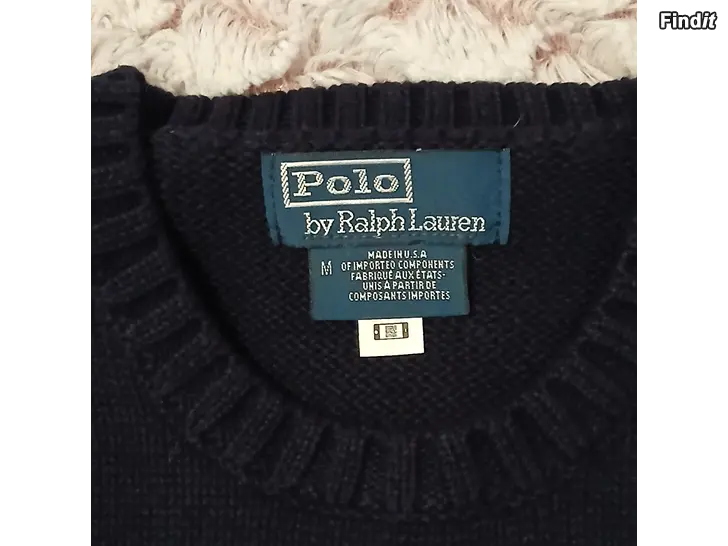 Findit
Polo
by Ralph Lauren
M
MADE IN U.S.A
OF IMPORTED COMPONENTS
FABRIQUÉ AUX ÉTATS-
UNIS À PARTIR DE
COMPOSANTS IMPORTÉS